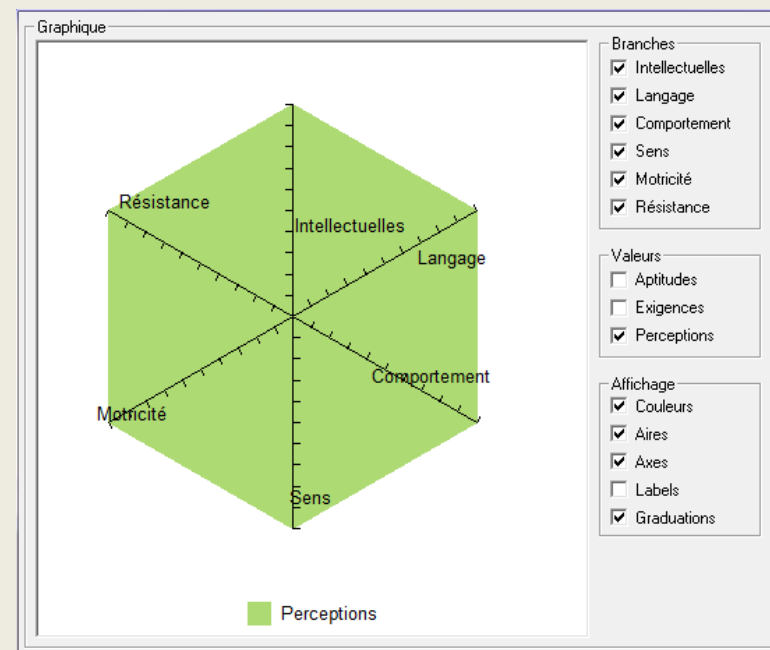 Graphique
Résistance
Intellectuelles
Langage
Comportement
Motricité
Sens
Perceptions
Branches
Intellectuelles
Langage
Comportement
Sens
Motricité
Résistance
Valeurs
Aptitudes
Exigences
Perceptions
Affichage
Couleurs
Aires
Axes
Labels
Graduations